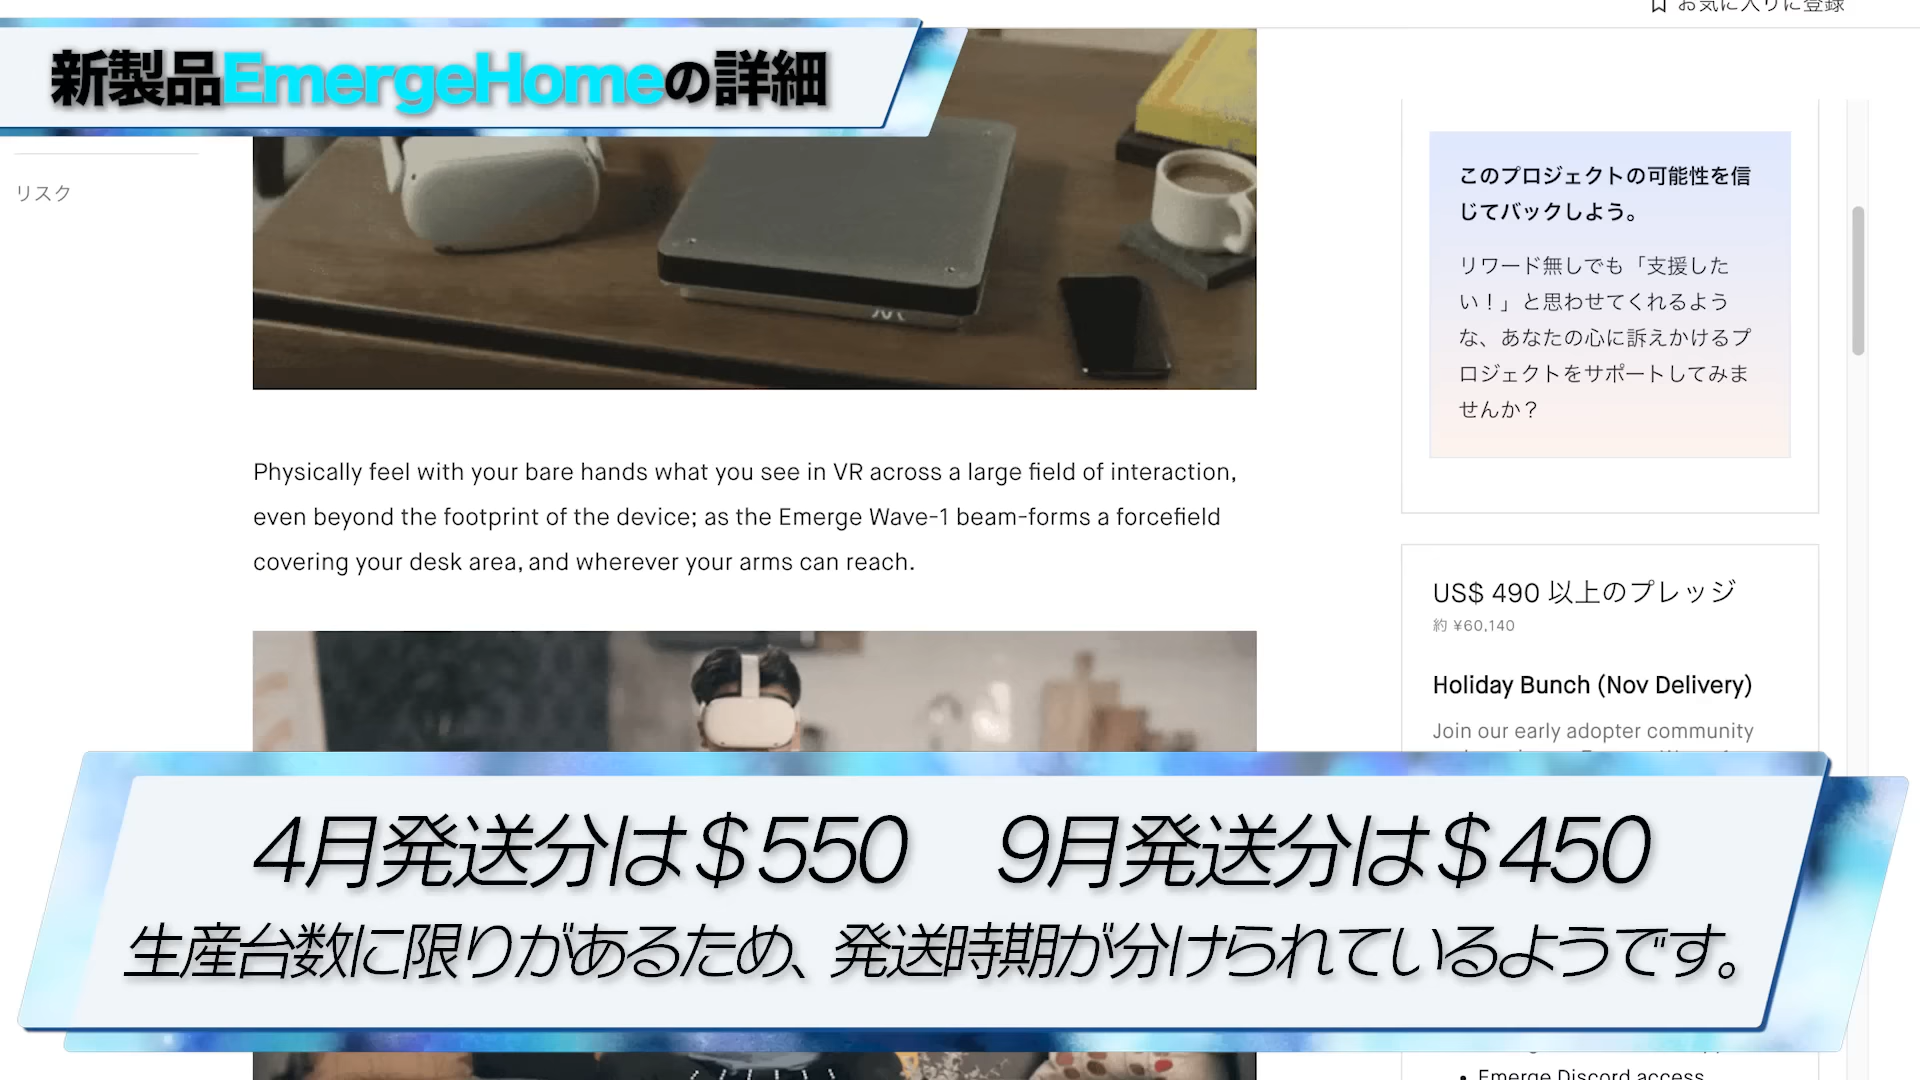 お気に入りに登録
新製品EmergeHomeの詳細
リスク
このプロジェクトの可能性を信
じてバックしよう。
リワード無しでも「支援した
い！」と思わせてくれるよう
な、あなたの心に訴えかけるプ
ロジェクトをサポートしてみま
せんか？
Physically feel with your bare hands what you see in VR across a large field of interaction,
even beyond the footprint of the device; as the Emerge Wave-1 beam-forms a forcefield
covering your desk area, and wherever your arms can reach.
US$ 490 以上のプレッジ
約 ¥60,140
Holiday Bunch (Nov Delivery)
Join our early adopter community
4月発送分は＄550　9月発送分は＄450
生産台数に限りがあるため、発送時期が分けられているようです。
• Emerge Discord access